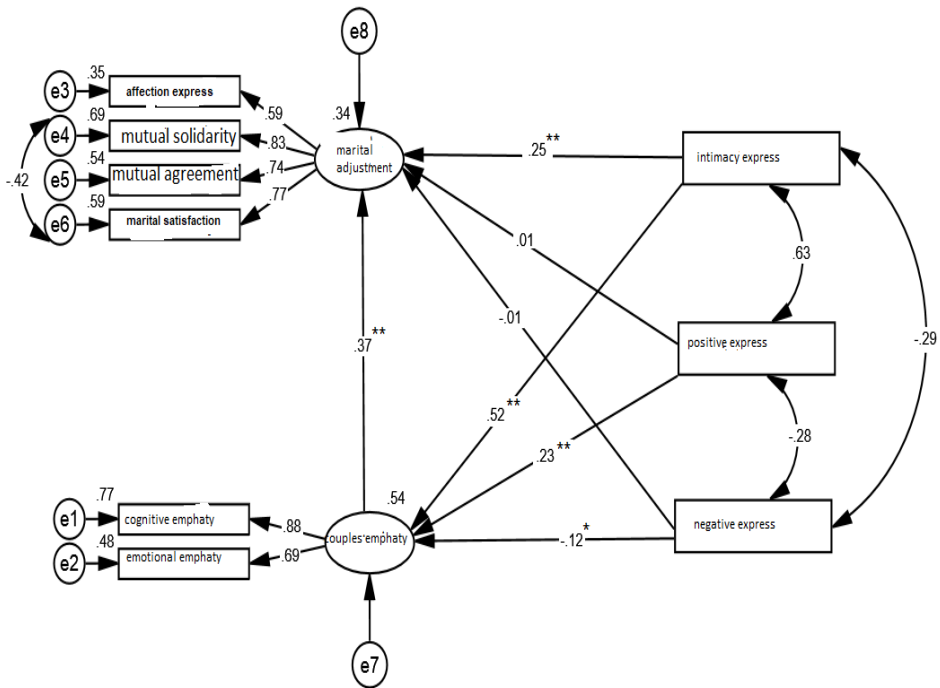 e8
.35
e3
affection express
.59
.34
.69
e4
mutual solidarity
.83
marital
adjustment
.25**
intimacy express
.54
e5
mutual agreement
.74
-.42
.59
e6
marital satisfaction
.77
.01
.63
-.01
.37**
positive express
-.29
.52**
.23**
-.28
.77
e1
cognitive emphaty
.88
.54
couples emphaty
-.12*
negative express
.48
e2
emotional emphaty
.69
e7